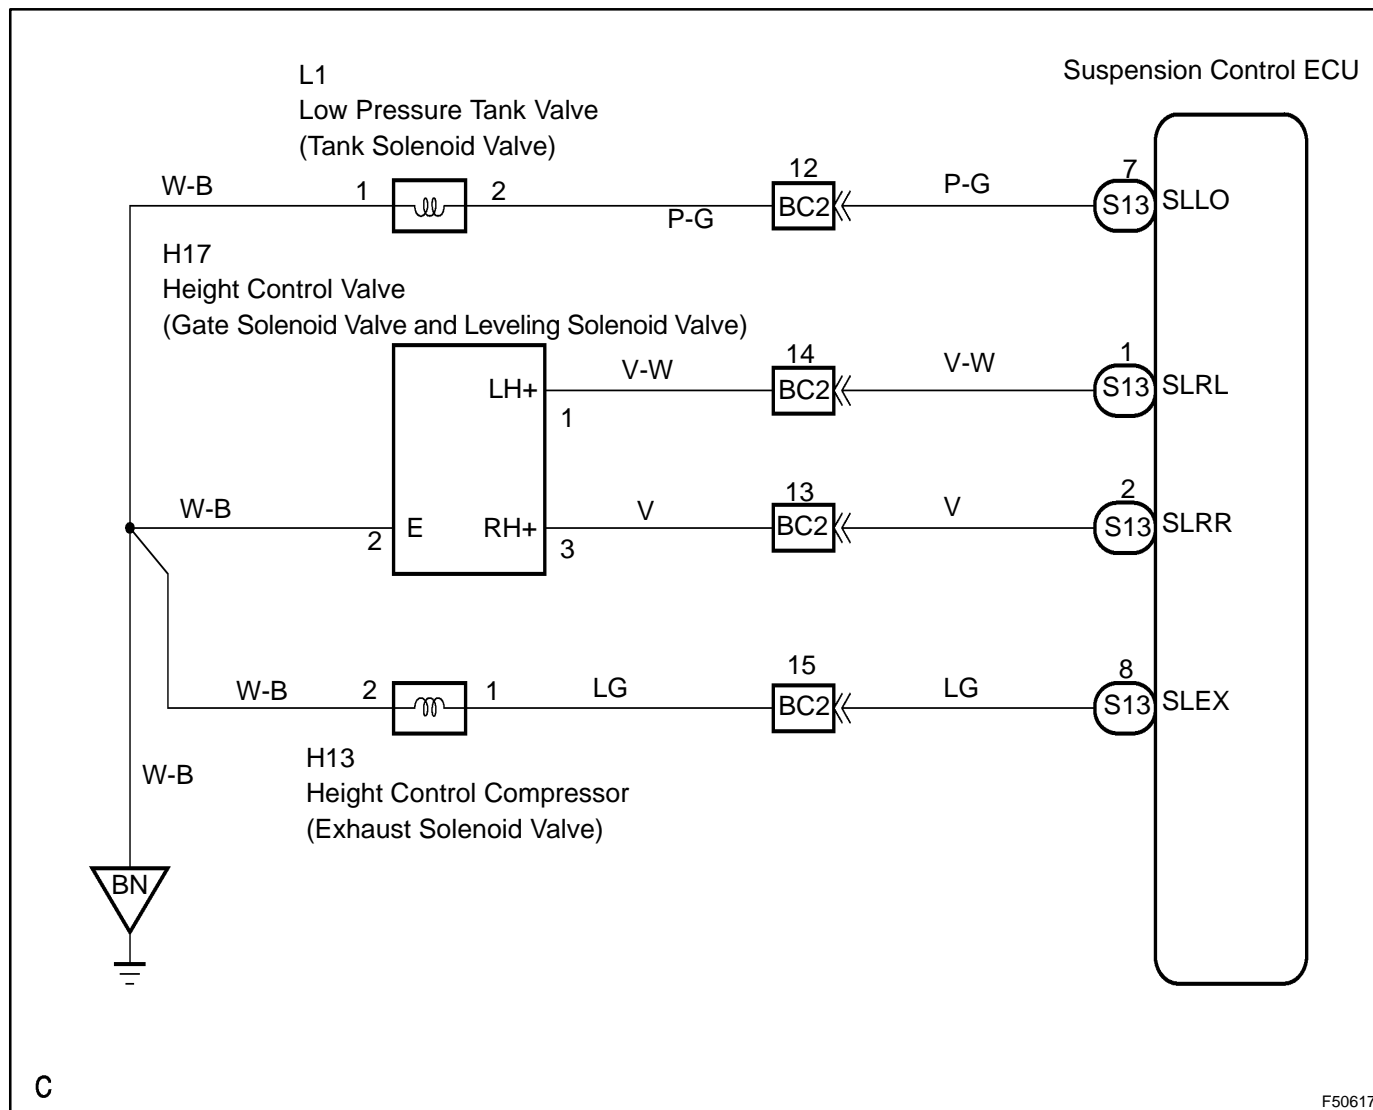 Suspension Control ECU
L1
Low Pressure Tank Valve
(Tank Solenoid Valve)
W-B
1
2
P-G
12
BC2
P-G
7
S13
SLLO
H17
Height Control Valve
(Gate Solenoid Valve and Leveling Solenoid Valve)
LH+
1
V-W
14
BC2
V-W
1
S13
SLRL
W-B
2
E
RH+
3
V
13
BC2
V
2
S13
SLRR
W-B
2
1
LG
15
BC2
LG
8
S13
SLEX
H13
Height Control Compressor
(Exhaust Solenoid Valve)
W-B
BN
C
F50617